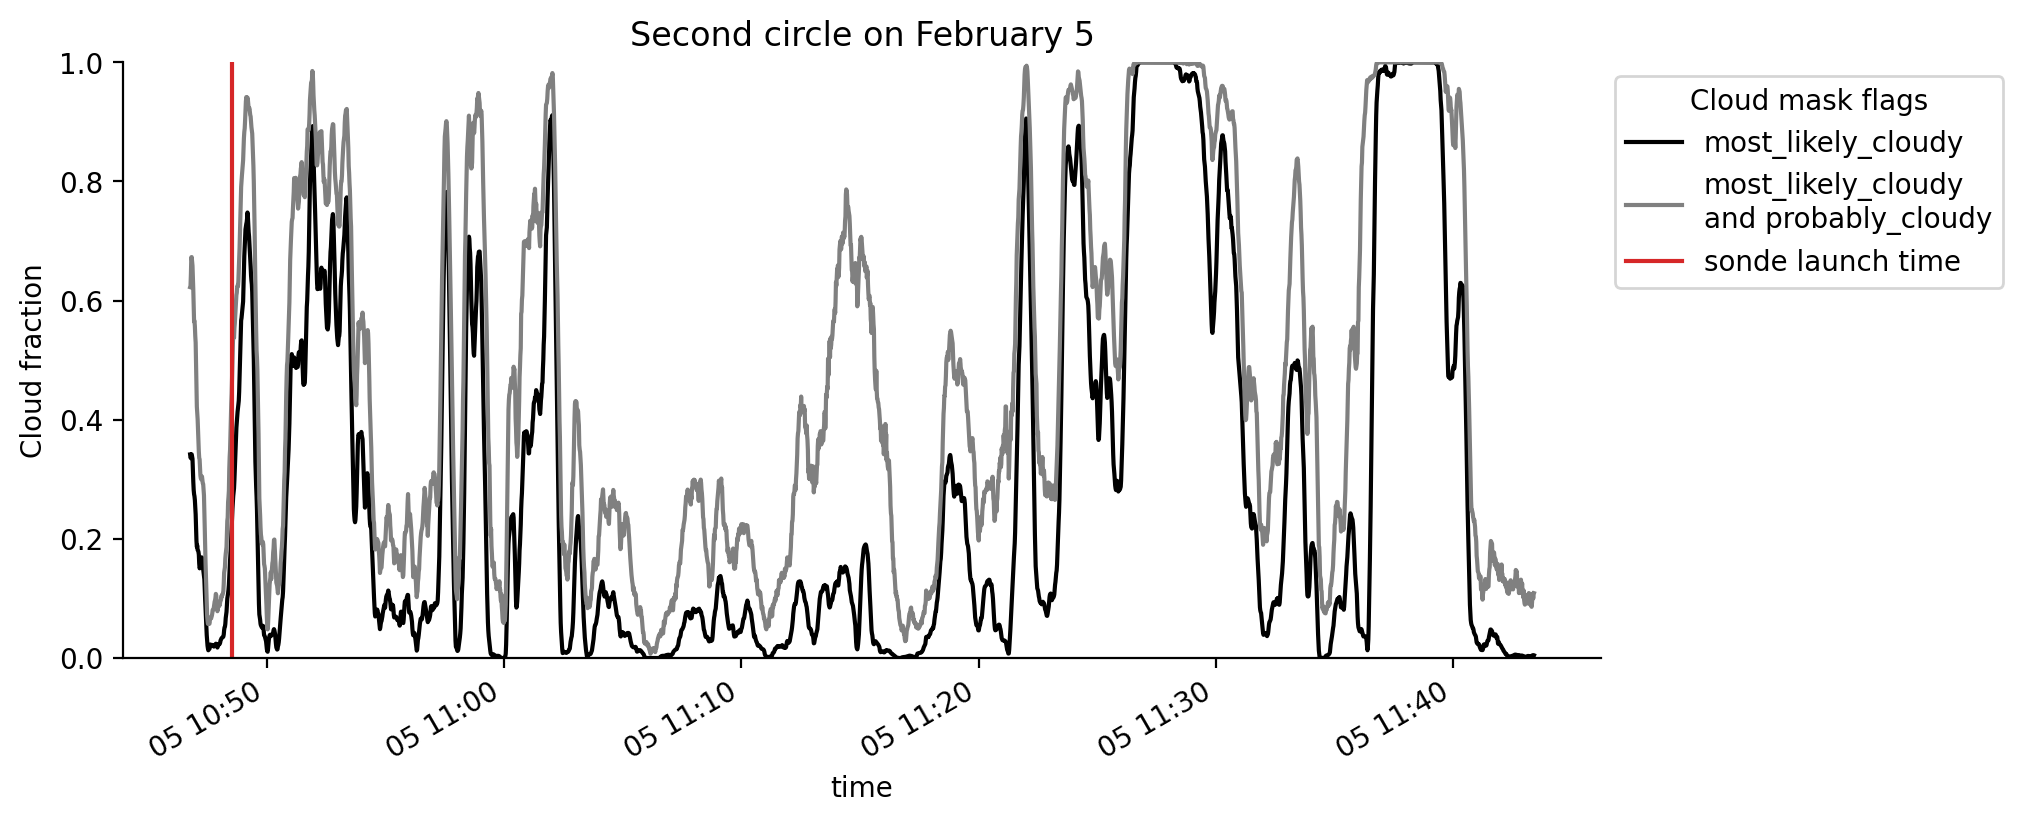 Second circle on February 5
Cloud fraction
1.0
0.8
0.6
0.4
0.2
0.0
05 10:50
05 11:00
05 11:10
05 11:20
05 11:30
05 11:40
time
Cloud mask flags
most_likely_cloudy
most_likely_cloudy
and probably_cloudy
sonde launch time